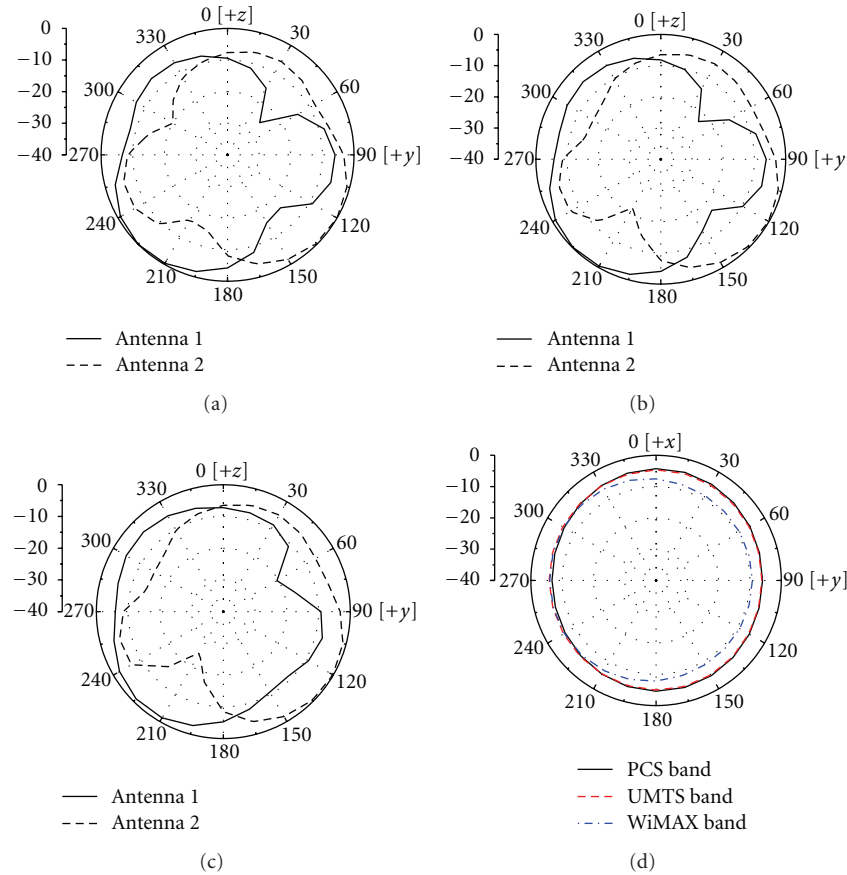 0 [+z]
0
−10
−20
−30
−40
330
30
300
60
270
90 [+y]
240
120
210
150
180
Antenna 1
Antenna 2
(a)
0 [+z]
0
−10
−20
−30
−40
330
30
300
60
270
90 [+y
240
120
210
150
180
Antenna 1
Antenna 2
(b)
0 [+z]
0
−10
−20
−30
−40
330
30
300
60
270
90 [+y]
240
120
210
150
180
Antenna 1
Antenna 2
(c)
0 [+x]
0
−10
−20
−30
−40
330
30
300
60
270
90 [+y]
240
120
210
150
180
PCS band
UMTS band
WiMAX band
(d)